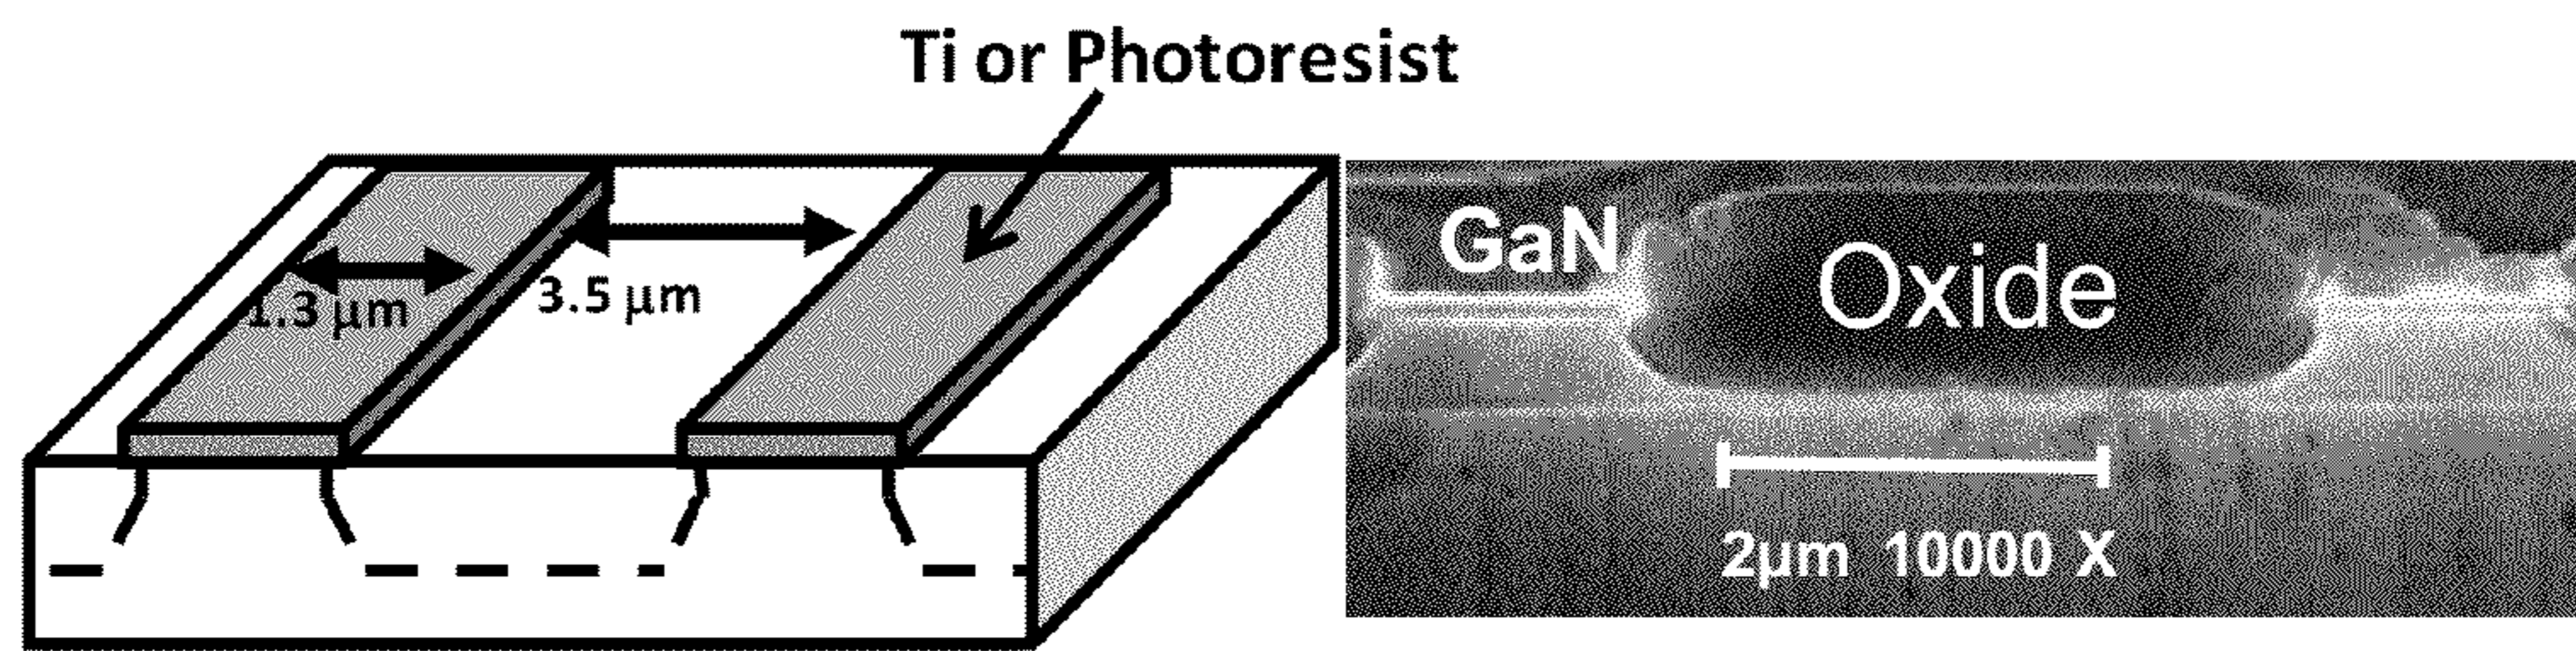 Ti or Photoresist
1.3 μm
3.5 μm
GaN
Oxide
2μm 10000 X